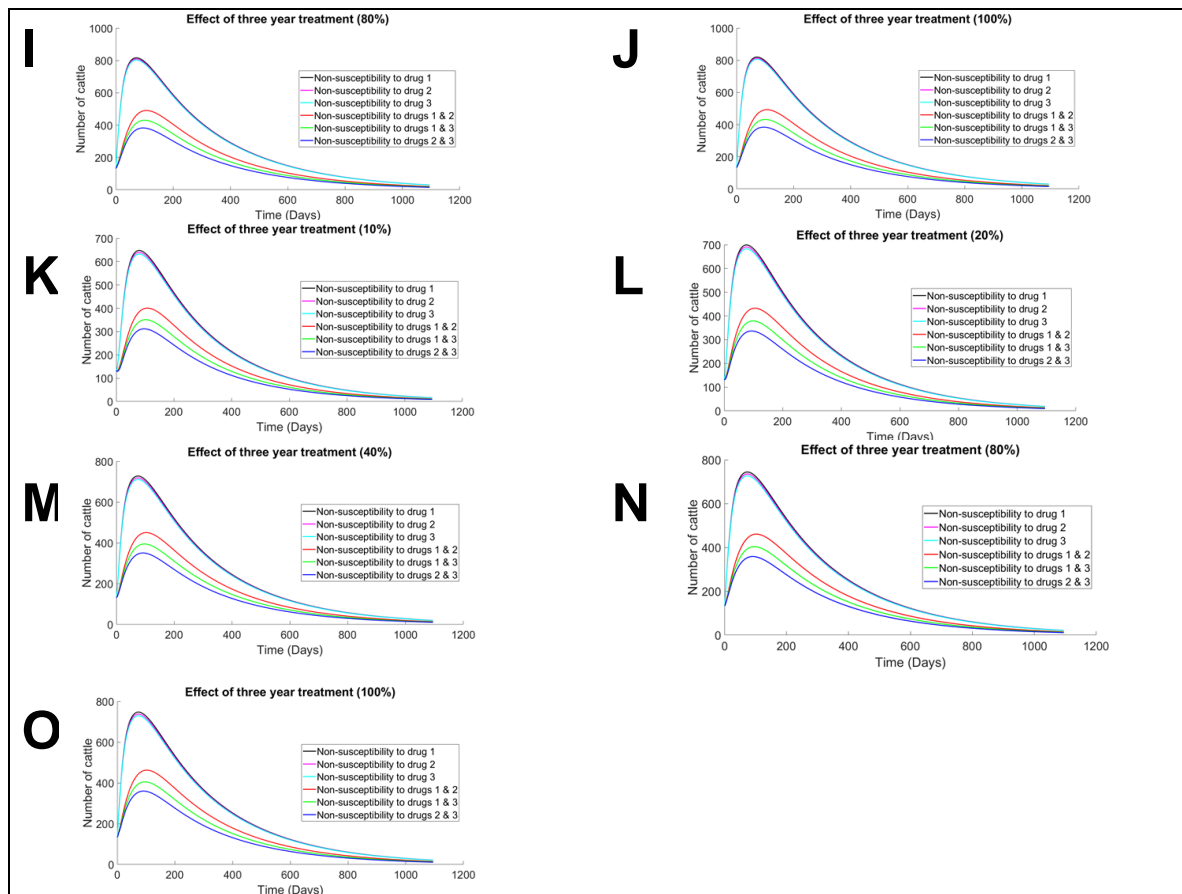 I
Effect of three year treatment (80%)
Number of cattle
1000
800
600
400
200
0
Non-susceptibility to drug 1
Non-susceptibility to drug 2
Non-susceptibility to drug 3
Non-susceptibility to drugs 1 & 2
Non-susceptibility to drugs 1 & 3
Non-susceptibility to drugs 2 & 3
0 200 400 600 800 1000 1200
Time (Days)
J
Effect of three year treatment (100%)
Number of cattle
1000
800
600
400
200
0
Non-susceptibility to drug 1
Non-susceptibility to drug 2
Non-susceptibility to drug 3
Non-susceptibility to drugs 1 & 2
Non-susceptibility to drugs 1 & 3
Non-susceptibility to drugs 2 & 3
0 200 400 600 800 1000 1200
Time (Days)
K
Effect of three year treatment (10%)
Number of cattle
700
600
500
400
300
200
100
0
Non-susceptibility to drug 1
Non-susceptibility to drug 2
Non-susceptibility to drug 3
Non-susceptibility to drugs 1 & 2
Non-susceptibility to drugs 1 & 3
Non-susceptibility to drugs 2 & 3
0 200 400 600 800 1000 1200
Time (Days)
L
Effect of three year treatment (20%)
Number of cattle
700
600
500
400
300
200
100
0
Non-susceptibility to drug 1
Non-susceptibility to drug 2
Non-susceptibility to drug 3
Non-susceptibility to drugs 1 & 2
Non-susceptibility to drugs 1 & 3
Non-susceptibility to drugs 2 & 3
0 200 400 600 800 1000 1200
Time (Days)
M
Effect of three year treatment (40%)
Number of cattle
800
600
400
200
0
Non-susceptibility to drug 1
Non-susceptibility to drug 2
Non-susceptibility to drug 3
Non-susceptibility to drugs 1 & 2
Non-susceptibility to drugs 1 & 3
Non-susceptibility to drugs 2 & 3
0 200 400 600 800 1000 1200
Time (Days)
N
Effect of three year treatment (80%)
Number of cattle
800
600
400
200
0
Non-susceptibility to drug 1
Non-susceptibility to drug 2
Non-susceptibility to drug 3
Non-susceptibility to drugs 1 & 2
Non-susceptibility to drugs 1 & 3
Non-susceptibility to drugs 2 & 3
0 200 400 600 800 1000 1200
Time (Days)
O
Effect of three year treatment (100%)
Number of cattle
800
600
400
200
0
Non-susceptibility to drug 1
Non-susceptibility to drug 2
Non-susceptibility to drug 3
Non-susceptibility to drugs 1 & 2
Non-susceptibility to drugs 1 & 3
Non-susceptibility to drugs 2 & 3
0 200 400 600 800 1000 1200
Time (Days)